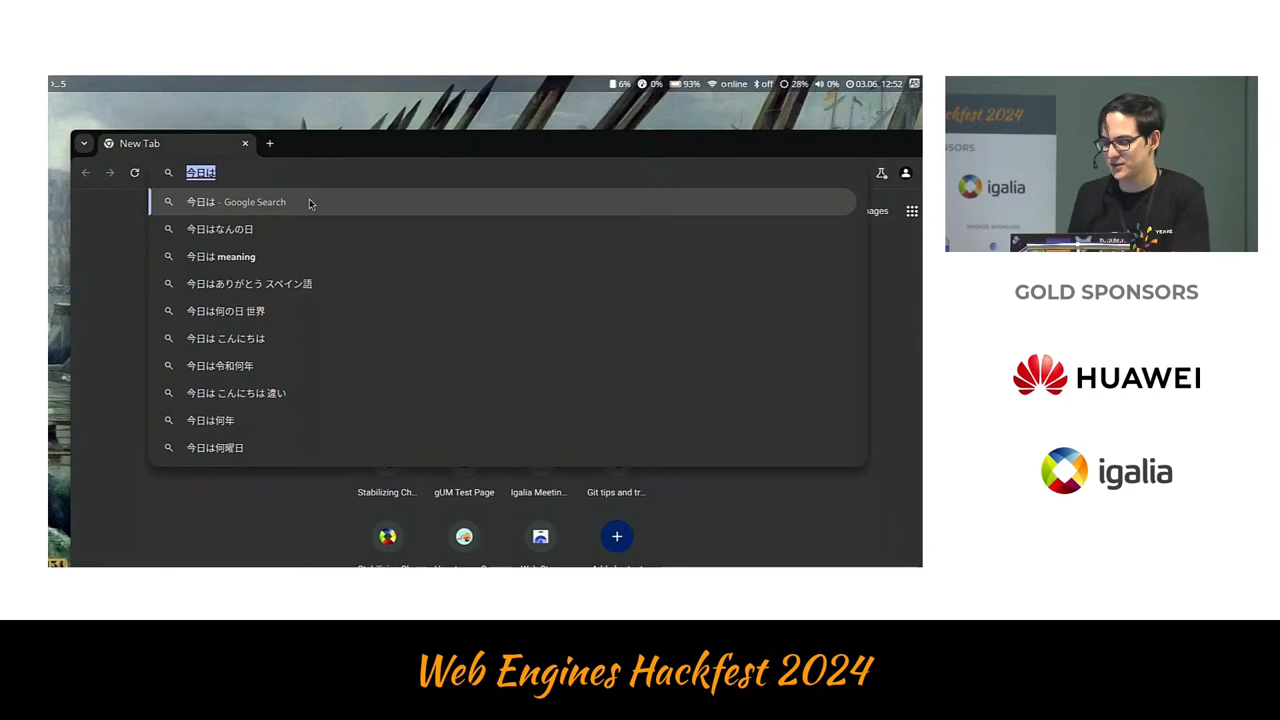 >_5
6% 0% 93% online off 28% 0% 03.06. 12:52
New Tab
今日は
今日は - Google Search
今日はなんの日
今日は meaning
今日はありがとう スペイン語
今日は何の日 世界
今日は こんにちは
今日は令和何年
今日は こんにちは 違い
今日は何年
今日は何曜日
ages
Stabilizing Ch... gUM Test Page Igalia Meetin... Git tips and tr...
ckfest 2024
NSORS
igalia
YEARS
GOLD SPONSORS
HUAWEI
igalia
Web Engines Hackfest 2024